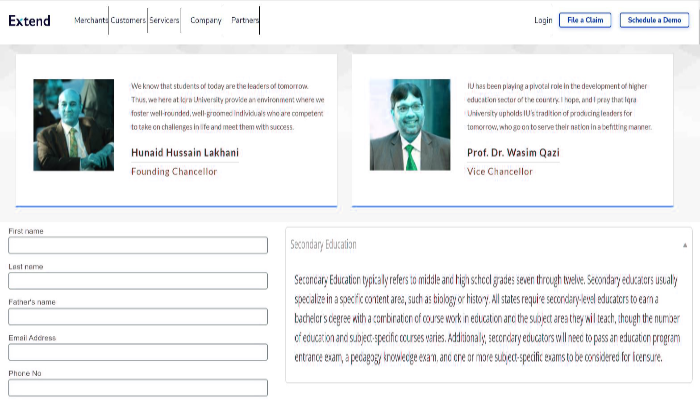 Extend
Merchants Customers Servicers Company Partners
Login File a Claim Schedule a Demo
We know that students of today are the leaders of tomorrow.
Thus, we here at Iqra University provide an environment where we
foster well-rounded, well-groomed individuals who are competent
to take on challenges in life and meet them with success.
Hunaid Hussain Lakhani
Founding Chancellor
IU has been playing a pivotal role in the development of higher
education sector of the country. I hope, and I pray that Iqra
University upholds IU's tradition of producing leaders for
tomorrow, who go on to serve their nation in a befitting manner.
Prof. Dr. Wasim Qazi
Vice Chancellor
First name
Last name
Father's name
Email Address
Phone No
Secondary Education
Secondary Education typically refers to middle and high school grades seven through twelve. Secondary educators usually
specialize in a specific content area, such as biology or history. All states require secondary-level educators to earn a
bachelor's degree with a combination of course work in education and the subject area they will teach, though the number
of education and subject-specific courses varies. Additionally, secondary educators will need to pass an education program
entrance exam, a pedagogy knowledge exam, and one or more subject-specific exams to be considered for licensure.